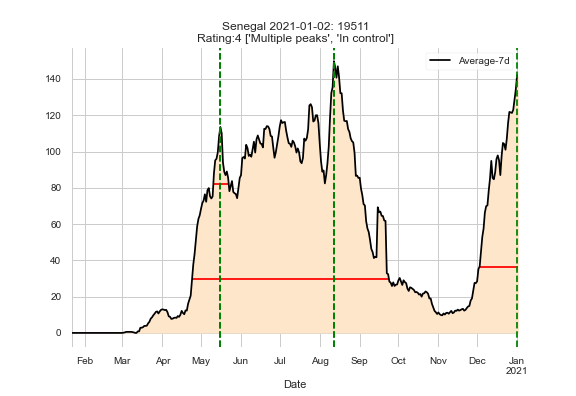 Senegal 2021-01-02: 19511
Rating:4 ['Multiple peaks', 'In control']
Average-7d
140
120
100
80
60
40
20
0
Feb Mar Apr May Jun Jul Aug Sep Oct Nov Dec Jan
2021
Date